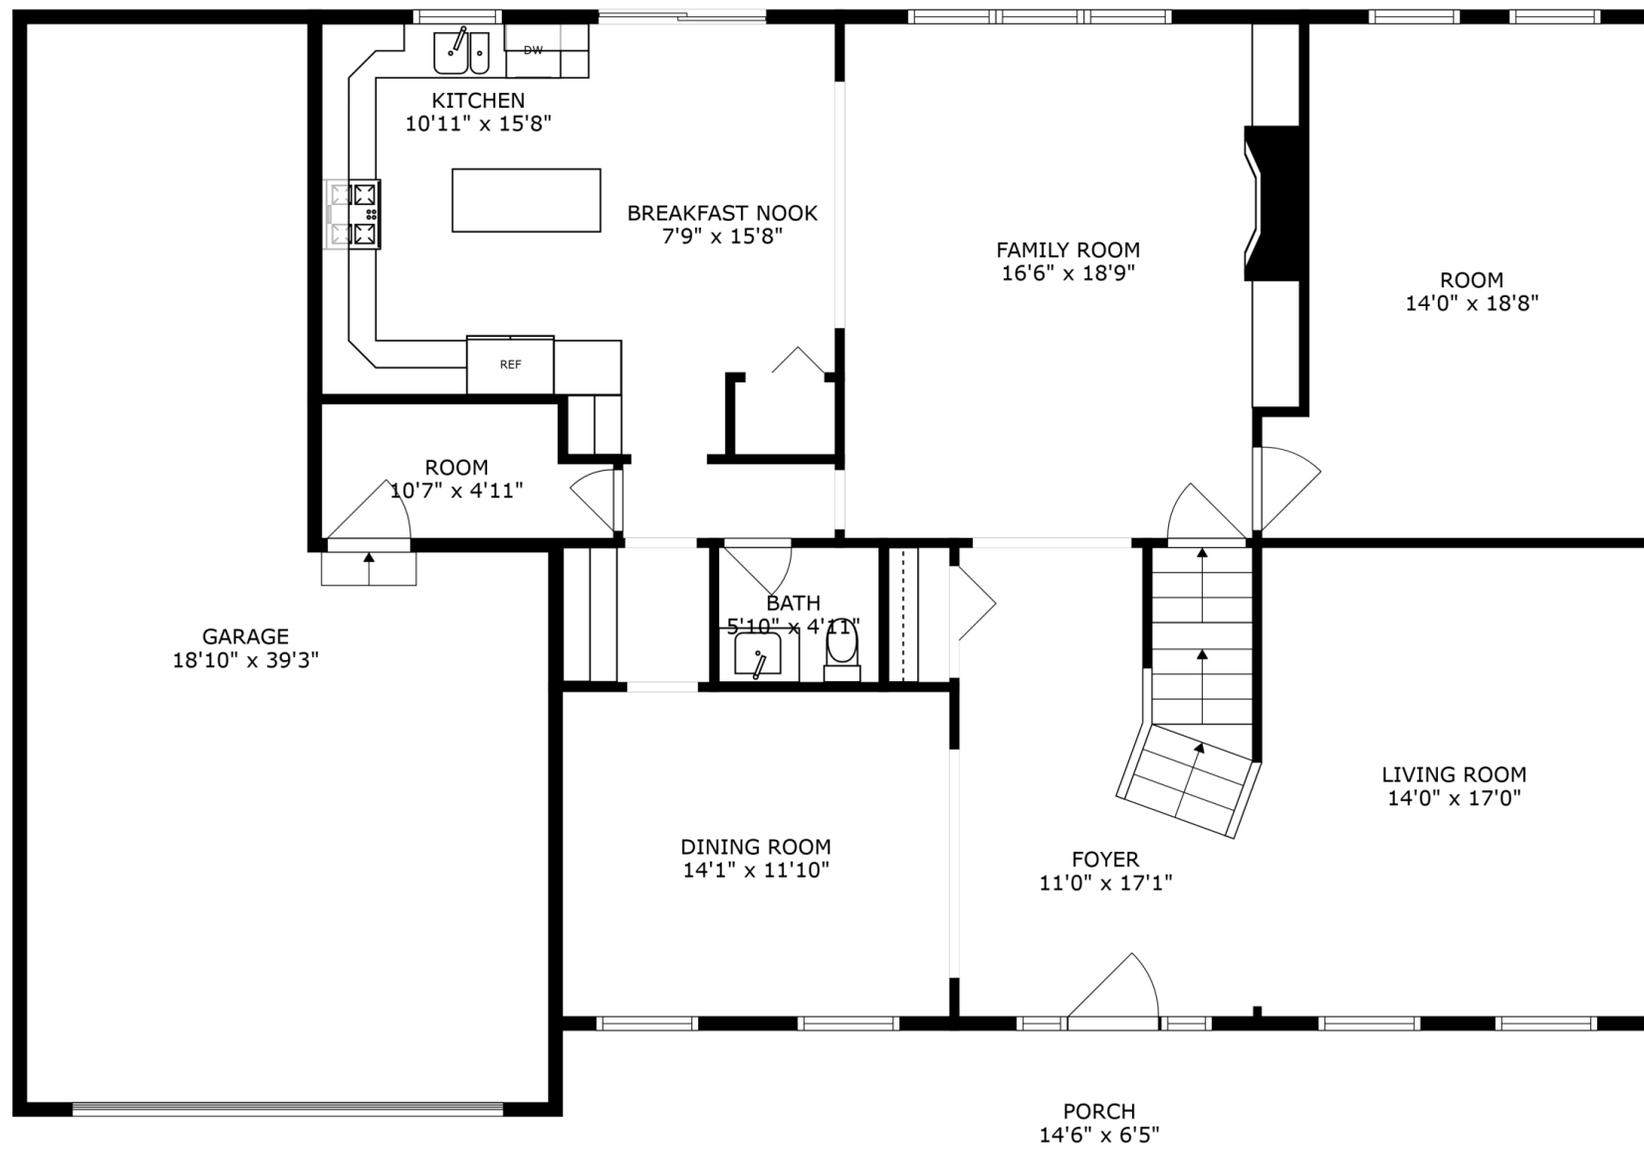 DW
KITCHEN
10'11" x 15'8"
BREAKFAST NOOK
7'9" x 15'8"
FAMILY ROOM
16'6" x 18'9"
ROOM
14'0" x 18'8"
REF
ROOM
10'7" x 4'11"
GARAGE
18'10" x 39'3"
BATH
5'10" x 4'11"
LIVING ROOM
14'0" x 17'0"
DINING ROOM
14'1" x 11'10"
FOYER
11'0" x 17'1"
PORCH
14'6" x 6'5"